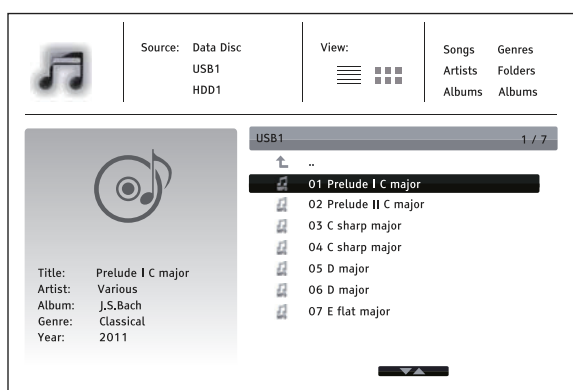 Source: Data Disc
USB1
HDD1
View:
Songs Genres
Artists Folders
Albums Albums
USB1 1 / 7
..
01 Prelude I C major
02 Prelude II C major
03 C sharp major
04 C sharp major
05 D major
06 D major
07 E flat major
Title: Prelude I C major
Artist: Various
Album: J.S.Bach
Genre: Classical
Year: 2011